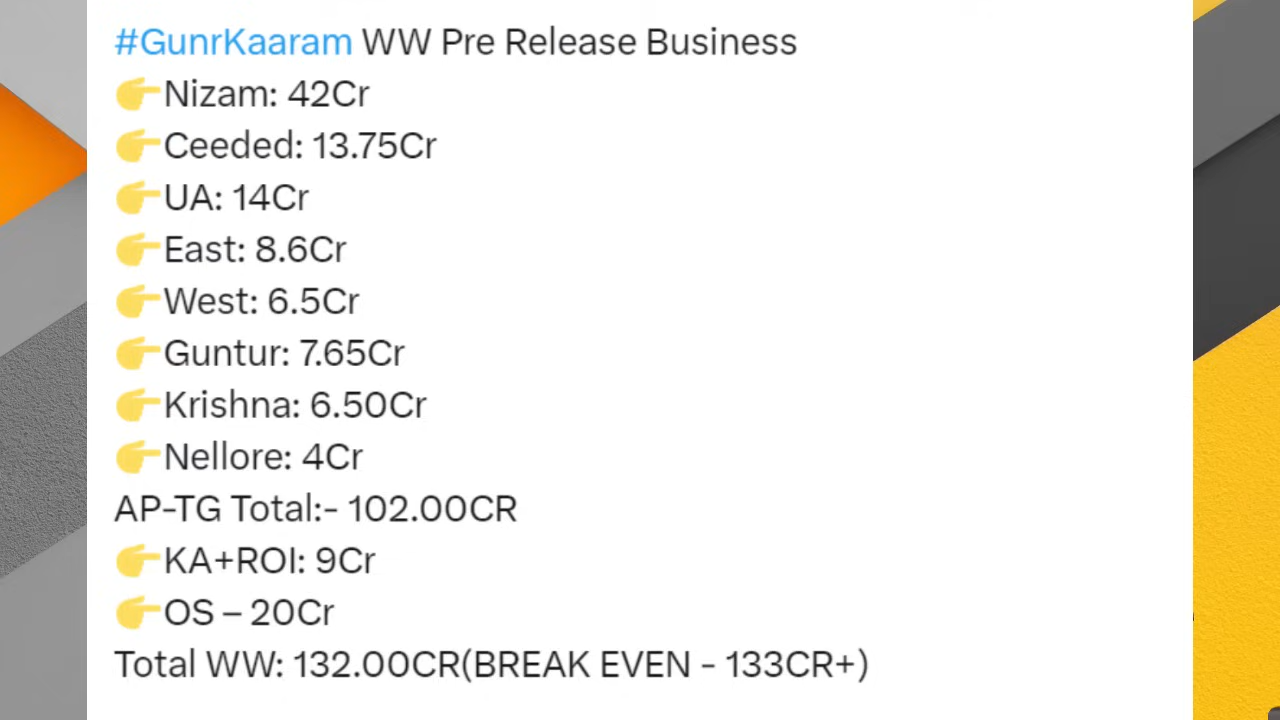 #GunrKaaram WW Pre Release Business
👉Nizam: 42Cr
👉Ceeded: 13.75Cr
👉UA: 14Cr
👉East: 8.6Cr
👉West: 6.5Cr
👉Guntur: 7.65Cr
👉Krishna: 6.50Cr
👉Nellore: 4Cr
AP-TG Total:- 102.00CR
👉KA+ROI: 9Cr
👉OS – 20Cr
Total WW: 132.00CR(BREAK EVEN - 133CR+)